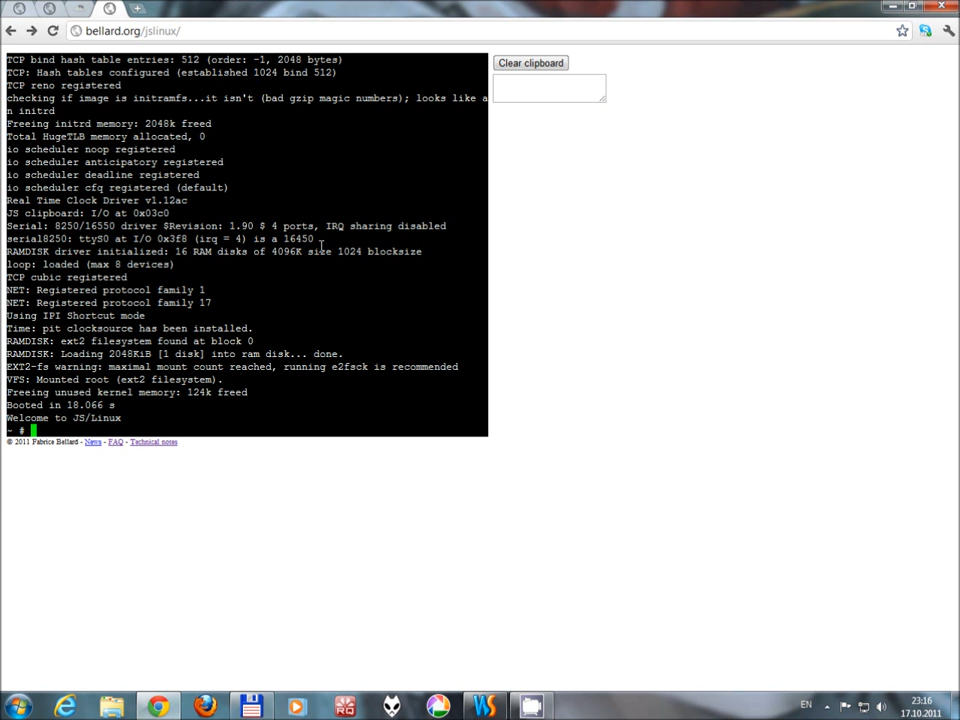 bellard.org/jslinux/
TCP bind hash table entries: 512 (order: -1, 2048 bytes)
TCP: Hash tables configured (established 1024 bind 512)
TCP reno registered
checking if image is initramfs...it isn't (bad gzip magic numbers); looks like a
n initrd
Freeing initrd memory: 2048k freed
Total HugeTLB memory allocated, 0
io scheduler noop registered
io scheduler anticipatory registered
io scheduler deadline registered
io scheduler cfq registered (default)
Real Time Clock Driver v1.12ac
JS clipboard: I/O at 0x03c0
Serial: 8250/16550 driver $Revision: 1.90 $ 4 ports, IRQ sharing disabled
serial8250: ttyS0 at I/O 0x3f8 (irq = 4) is a 16450
RAMDISK driver initialized: 16 RAM disks of 4096K size 1024 blocksize
loop: loaded (max 8 devices)
TCP cubic registered
NET: Registered protocol family 1
NET: Registered protocol family 17
Using IPI Shortcut mode
Time: pit clocksource has been installed.
RAMDISK: ext2 filesystem found at block 0
RAMDISK: Loading 2048KiB [1 disk] into ram disk... done.
EXT2-fs warning: maximal mount count reached, running e2fsck is recommended
VFS: Mounted root (ext2 filesystem).
Freeing unused kernel memory: 124k freed
Booted in 18.066 s
Welcome to JS/Linux
~ #
© 2011 Fabrice Bellard - News - FAQ - Technical notes
Clear clipboard
RQ
WS
EN
23:16
17.10.2011